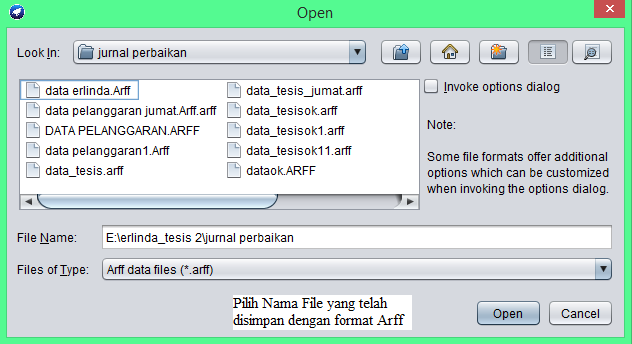 Open
Look In: jurnal perbaikan
data erlinda.Arff
data pelanggaran jumat.Arff.arff
DATA PELANGGARAN.ARFF
data pelanggaran1.Arff
data_tesis.arff
data_tesis_jumat.arff
data_tesisok.arff
data_tesisok1.arff
data_tesisok11.arff
dataok.ARFF
Invoke options dialog
Note:
Some file formats offer additional
options which can be customized
when invoking the options dialog.
File Name: E:\erlinda_tesis 2\jurnal perbaikan
Files of Type: Arff data files (*.arff)
Pilih Nama File yang telah
disimpan dengan format Arff
Open Cancel